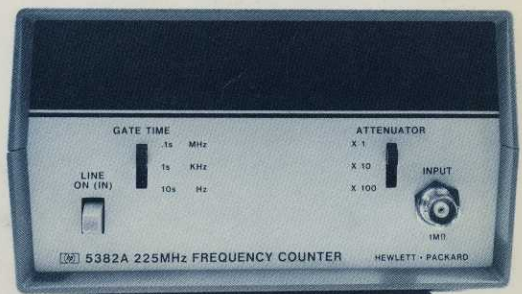 GATE TIME
.1s MHz
1s KHz
10s Hz
LINE
ON (IN)
ATTENUATOR
X 1
X 10
X 100
INPUT
1MΩ
hp 5382A 225MHz FREQUENCY COUNTER
HEWLETT • PACKARD